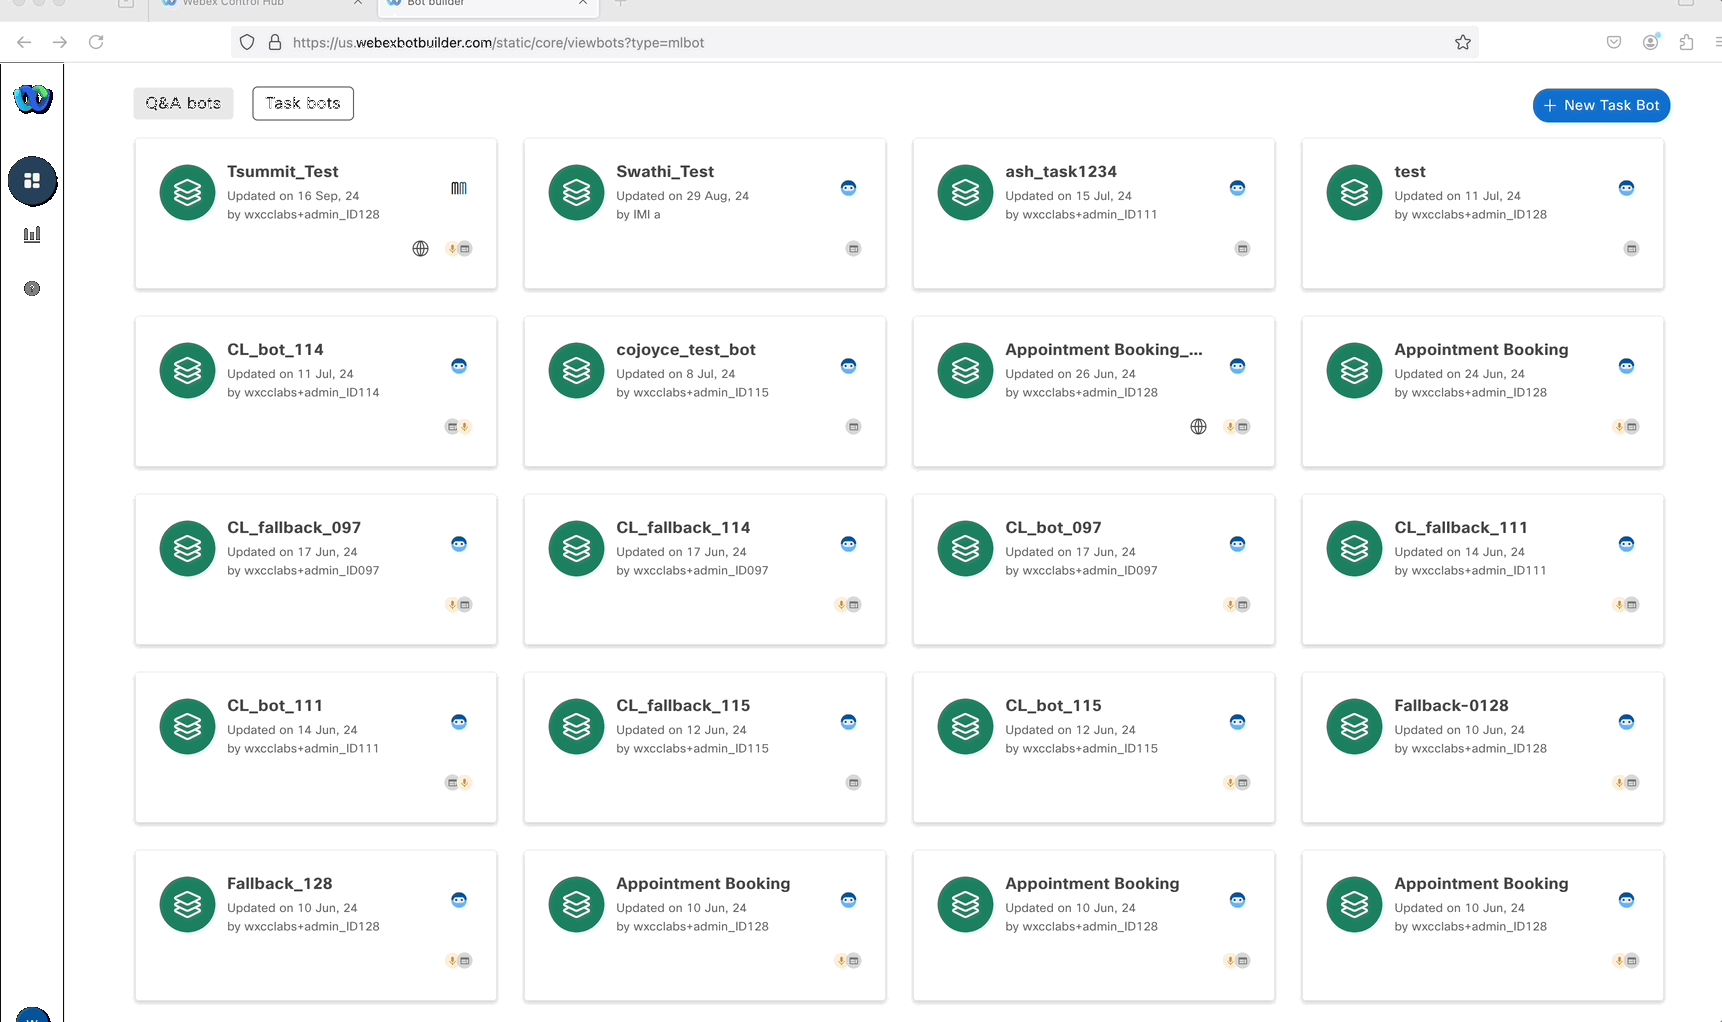 Webex Control Hub
Bot builder
https://us.webexbotbuilder.com/static/core/viewbots?type=mlbot
Q&A bots
Task bots
New Task Bot
Tsummit_Test
Updated on 16 Sep, 24
by wxcclabs+admin_ID128
Swathi_Test
Updated on 29 Aug, 24
by IMI a
ash_task1234
Updated on 15 Jul, 24
by wxcclabs+admin_ID111
test
Updated on 11 Jul, 24
by wxcclabs+admin_ID128
CL_bot_114
Updated on 11 Jul, 24
by wxcclabs+admin_ID114
cojoyce_test_bot
Updated on 8 Jul, 24
by wxcclabs+admin_ID115
Appointment Booking_...
Updated on 26 Jun, 24
by wxcclabs+admin_ID128
Appointment Booking
Updated on 24 Jun, 24
by wxcclabs+admin_ID128
CL_fallback_097
Updated on 17 Jun, 24
by wxcclabs+admin_ID097
CL_fallback_114
Updated on 17 Jun, 24
by wxcclabs+admin_ID097
CL_bot_097
Updated on 17 Jun, 24
by wxcclabs+admin_ID097
CL_fallback_111
Updated on 14 Jun, 24
by wxcclabs+admin_ID111
CL_bot_111
Updated on 14 Jun, 24
by wxcclabs+admin_ID111
CL_fallback_115
Updated on 12 Jun, 24
by wxcclabs+admin_ID115
CL_bot_115
Updated on 12 Jun, 24
by wxcclabs+admin_ID115
Fallback-0128
Updated on 10 Jun, 24
by wxcclabs+admin_ID128
Fallback_128
Updated on 10 Jun, 24
by wxcclabs+admin_ID128
Appointment Booking
Updated on 10 Jun, 24
by wxcclabs+admin_ID128
Appointment Booking
Updated on 10 Jun, 24
by wxcclabs+admin_ID128
Appointment Booking
Updated on 10 Jun, 24
by wxcclabs+admin_ID128